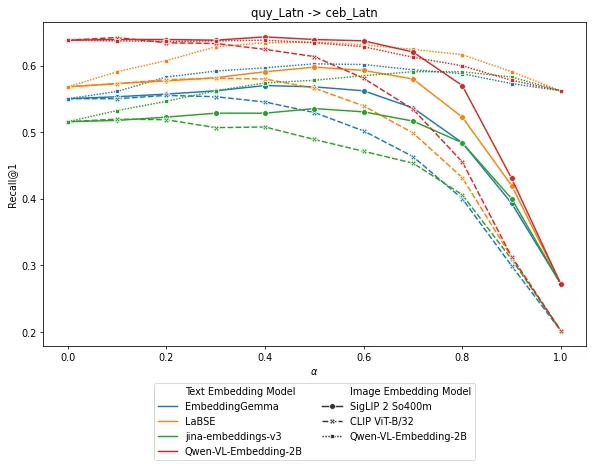 quy_Latn -> ceb_Latn
Recall@1
0.6
0.5
0.4
0.3
0.2
0.0 0.2 0.4 0.6 0.8 1.0
α
Text Embedding Model Image Embedding Model
EmbeddingGemma SigLIP 2 So400m
LaBSE CLIP ViT-B/32
jina-embeddings-v3 Qwen-VL-Embedding-2B
Qwen-VL-Embedding-2B